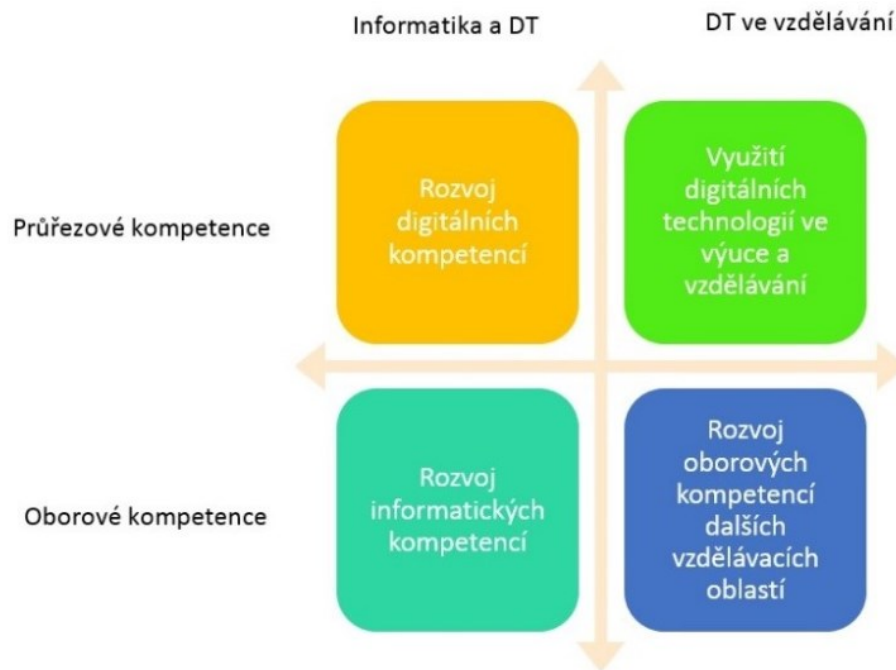 Informatika a DT
DT ve vzdělávání
Průřezové kompetence
Rozvoj
digitálních
kompetencí
Využití
digitálních
technologií ve
výuce a
vzdělávání
Oborové kompetence
Rozvoj
informatických
kompetencí
Rozvoj
oborových
kompetencí
dalších
vzdělávacích
oblastí